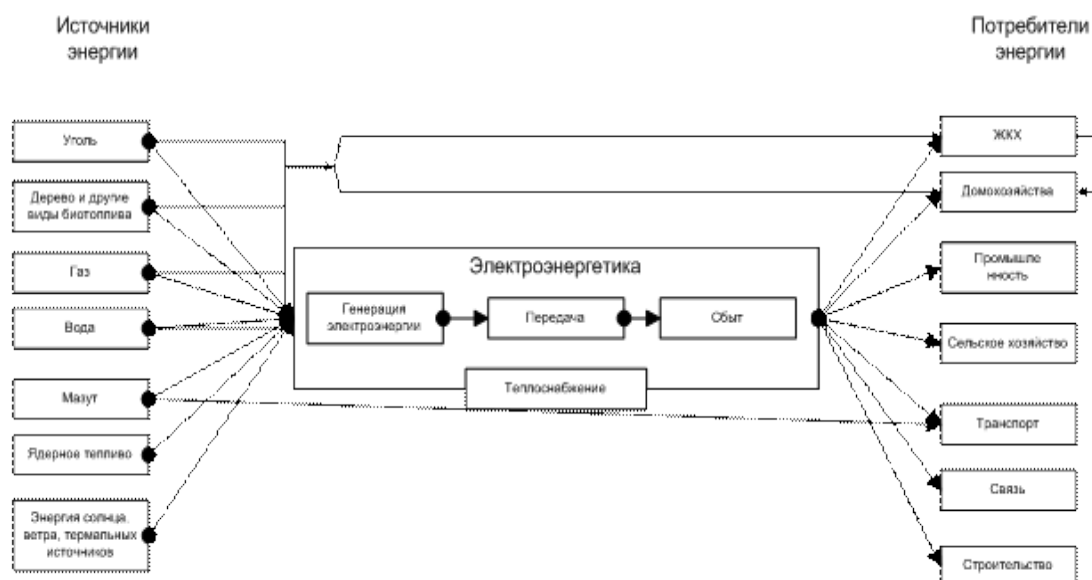 Источники
энергии
Потребители
энергии
Уголь
Дерево и другие
виды биотоплива
Газ
Вода
Мазут
Ядерное тепливо
Энергия солнца,
ветра, термальных
источников
Электроэнергетика
Генерация
электроэнергии
Передача
Сбыт
Теплоснабжение
ЖКХ
Домохозяйства
Промышле
нность
Сельское хозяйство
Транспорт
Связь
Строительство